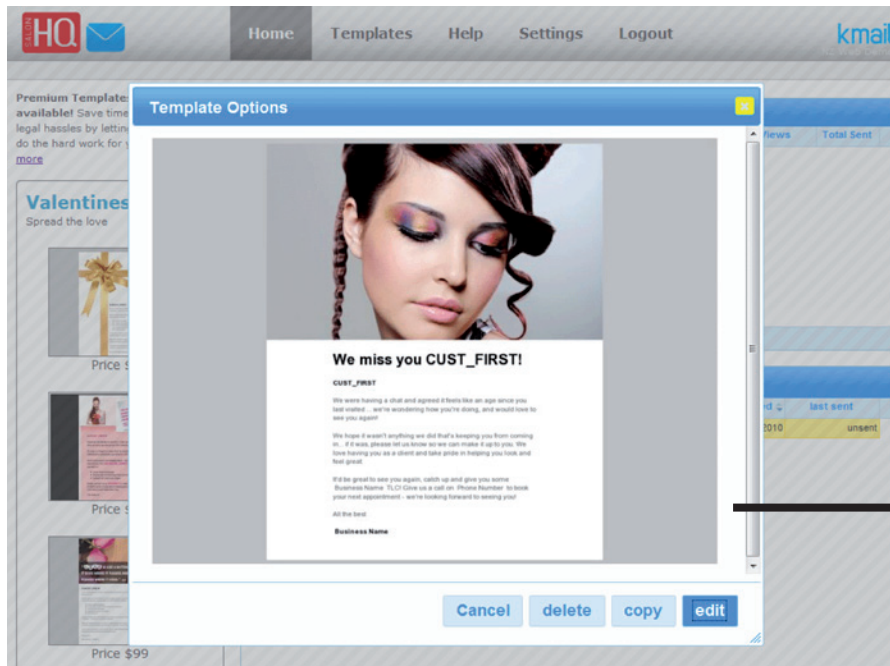 SALON
HQ
Home Templates Help Settings Logout
kmail
Premium Template
available! Save time
legal hassles by lettin
do the hard work for
more
Valentines
Spread the love
Price $
Price $
Price $99
Template Options
We miss you CUST_FIRST!
CUST_FIRST
We were having a chat and agreed it feels like an age since you
last visited... we're wondering how you're doing, and would love to
see you again!
We hope it wasn't anything we did that's keeping you from coming
in... if it was, please let us know so we can make it up to you. We
love having you as a client and take pride in helping you look and
feel great.
It'd be great to see you again, catch up and give you some
Business Name TLC! Give us a call on Phone Number to book
your next appointment - we're looking forward to seeing you!
All the best
Business Name
Cancel delete copy edit
Views Total Sent
ed last sent
2010 unsent